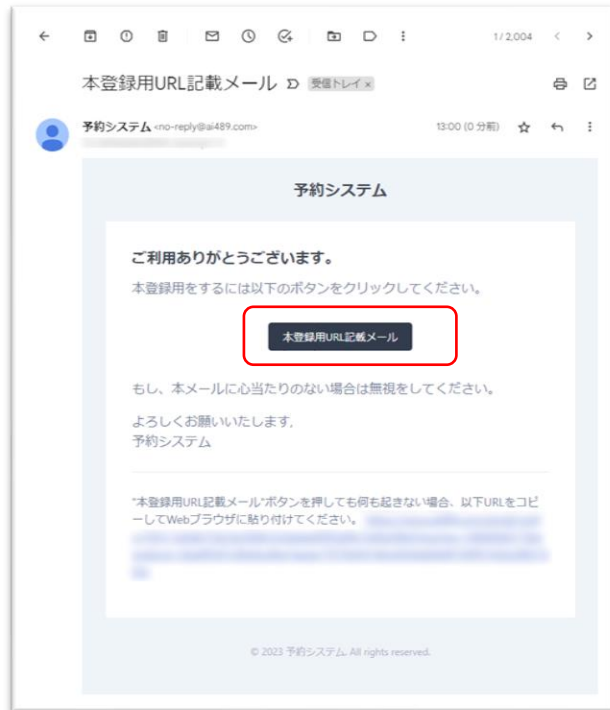 1/2,004
本登録用URL記載メール 受信トレイ ×
予約システム <no-reply@ai489.com> 13:00 (0 分前)
予約システム
ご利用ありがとうございます。
本登録用をするには以下のボタンをクリックしてください。
本登録用URL記載メール
もし、本メールに心当たりのない場合は無視をしてください。
よろしくお願いいたします,
予約システム
"本登録用URL記載メール"ボタンを押しても何も起きない場合、以下URLをコピ
ーしてWebブラウザに貼り付けてください。
© 2023 予約システム. All rights reserved.